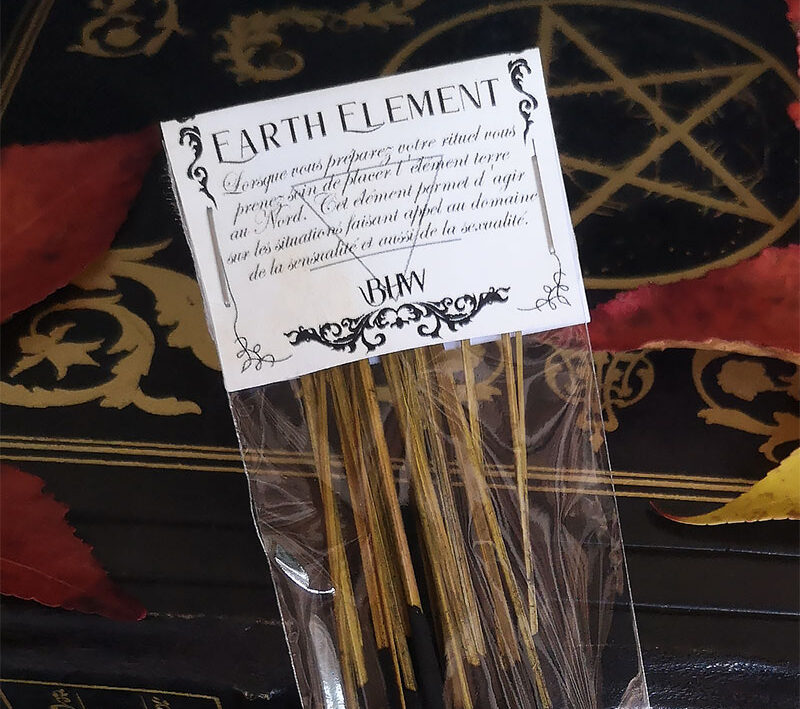 EARTH ELEMENT
Lorsque vous préparez votre rituel vous
prenez soin de placer l'élément terre
au Nord. Cet élément permet d'agir
sur les situations faisant appel au domaine
de la sensualité et aussi de la sexualité.
BHW